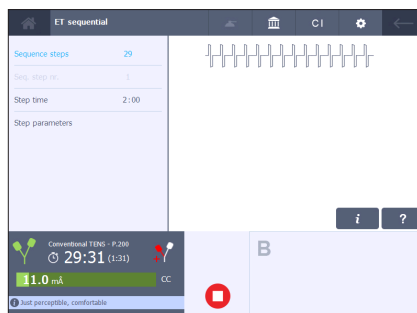 ET sequential
CI
Sequence steps 29
Seq. step nr. 1
Step time 2:00
Step parameters
i ?
Conventional TENS - P.200
29:31 (1:31)
11.0 mA CC
B
i Just perceptible, comfortable